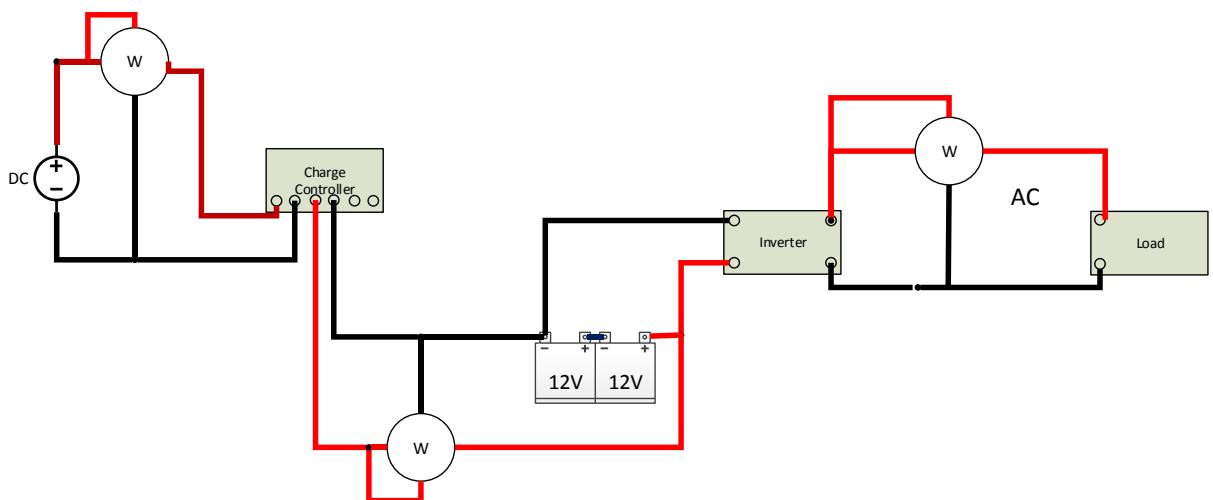 W
DC
+
−
Charge
Controller
W
AC
Inverter
Load
− + − +
12V 12V
W